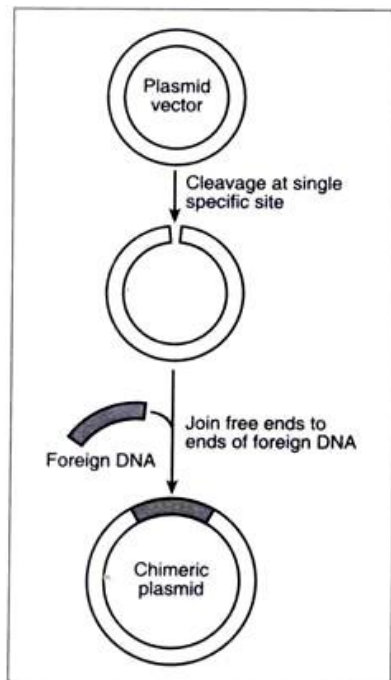 Plasmid
vector
Cleavage at single
specific site
Foreign DNA
Join free ends to
ends of foreign DNA
Chimeric
plasmid